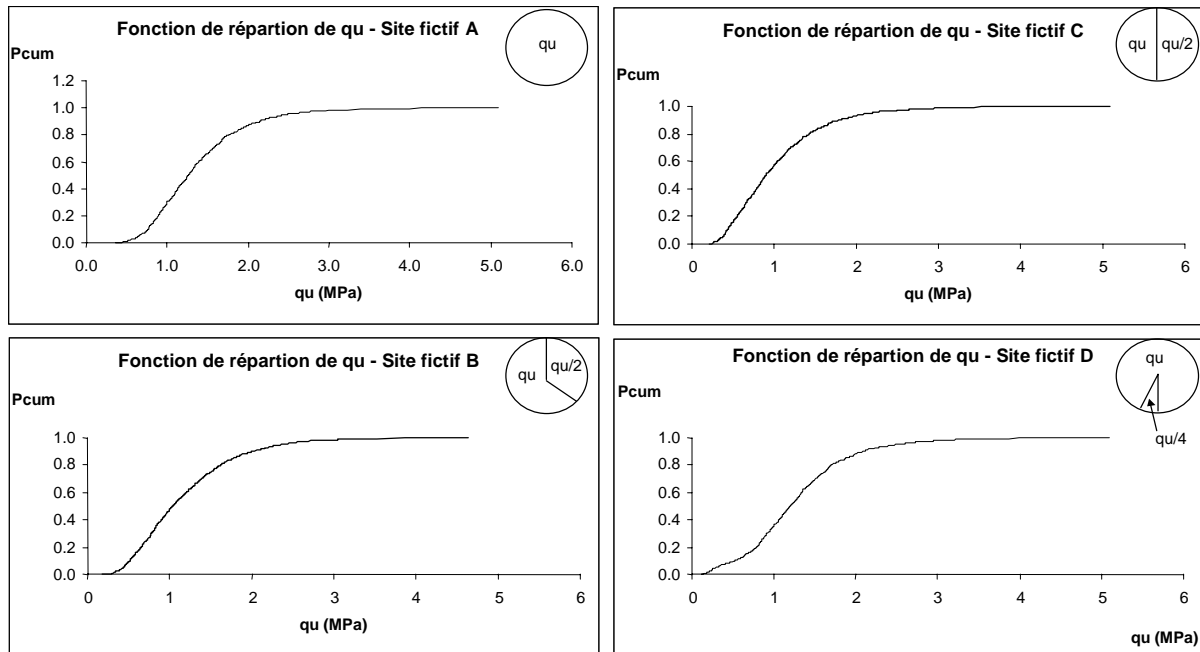 Fonction de répartion de qu - Site fictif A
qu
Pcum
1.2
1.0
0.8
0.6
0.4
0.2
0.0
0.0 1.0 2.0 3.0 4.0 5.0 6.0
qu (MPa)
Fonction de répartion de qu - Site fictif C
qu qu/2
Pcum
1.0
0.8
0.6
0.4
0.2
0.0
0 1 2 3 4 5 6
qu (MPa)
Fonction de répartion de qu - Site fictif B
qu qu/2
Pcum
1.0
0.8
0.6
0.4
0.2
0.0
0 1 2 3 4 5 6
qu (MPa)
Fonction de répartion de qu - Site fictif D
qu
qu/4
Pcum
1.0
0.8
0.6
0.4
0.2
0.0
0 1 2 3 4 5 6
qu (MPa)